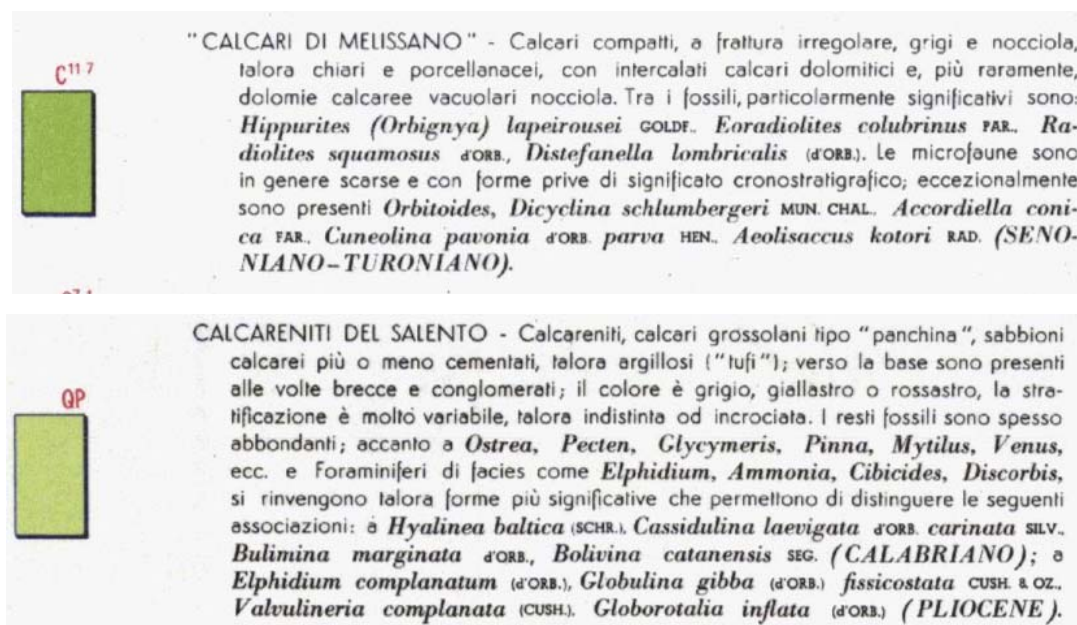 "CALCARI DI MELISSANO" - Calcari compatti, a frattura irregolare, grigi e nocciola,
C11 7
talora chiari e porcellanacei, con intercalati calcari dolomitici e, più raramente,
dolomie calcaree vacuolari nocciola. Tra i fossili, particolarmente significativi sono:
Hippurites (Orbignya) lapeirousei GOLDF., Eoradiolites colubrinus PAR., Ra-
diolites squamosus d'ORB., Distefanella lombricalis (d'ORB.). Le microfaune sono
in genere scarse e con forme prive di significato cronostratigrafico; eccezionalmente
sono presenti Orbitoides, Dicyclina schlumbergeri MUN. CHAL., Accordiella coni-
ca FAR., Cuneolina pavonia d'ORB. parva HEN., Aeolisaccus kotori RAD. (SENO-
NIANO-TURONIANO).
CALCARENITI DEL SALENTO - Calcareniti, calcari grossolani tipo "panchina", sabbioni
calcarei più o meno cementati, talora argillosi ("tufi"); verso la base sono presenti
QP
alle volte brecce e conglomerati; il colore è grigio, giallastro o rossastro, la stra-
tificazione è molto variabile, talora indistinta od incrociata. I resti fossili sono spesso
abbondanti; accanto a Ostrea, Pecten, Glycymeris, Pinna, Mytilus, Venus,
ecc. e Foraminiferi di facies come Elphidium, Ammonia, Cibicides, Discorbis,
si rinvengono talora forme più significative che permettono di distinguere le seguenti
associazioni: a Hyalinea baltica (SCHR.), Cassidulina laevigata d'ORB. carinata SILV.,
Bulimina marginata d'ORB., Bolivina catanensis SEG. (CALABRIANO); a
Elphidium complanatum (d'ORB.), Globulina gibba (d'ORB.) fissicostata CUSH. & OZ.,
Valvulineria complanata (CUSH.), Globorotalia inflata (d'ORB.) (PLIOCENE).